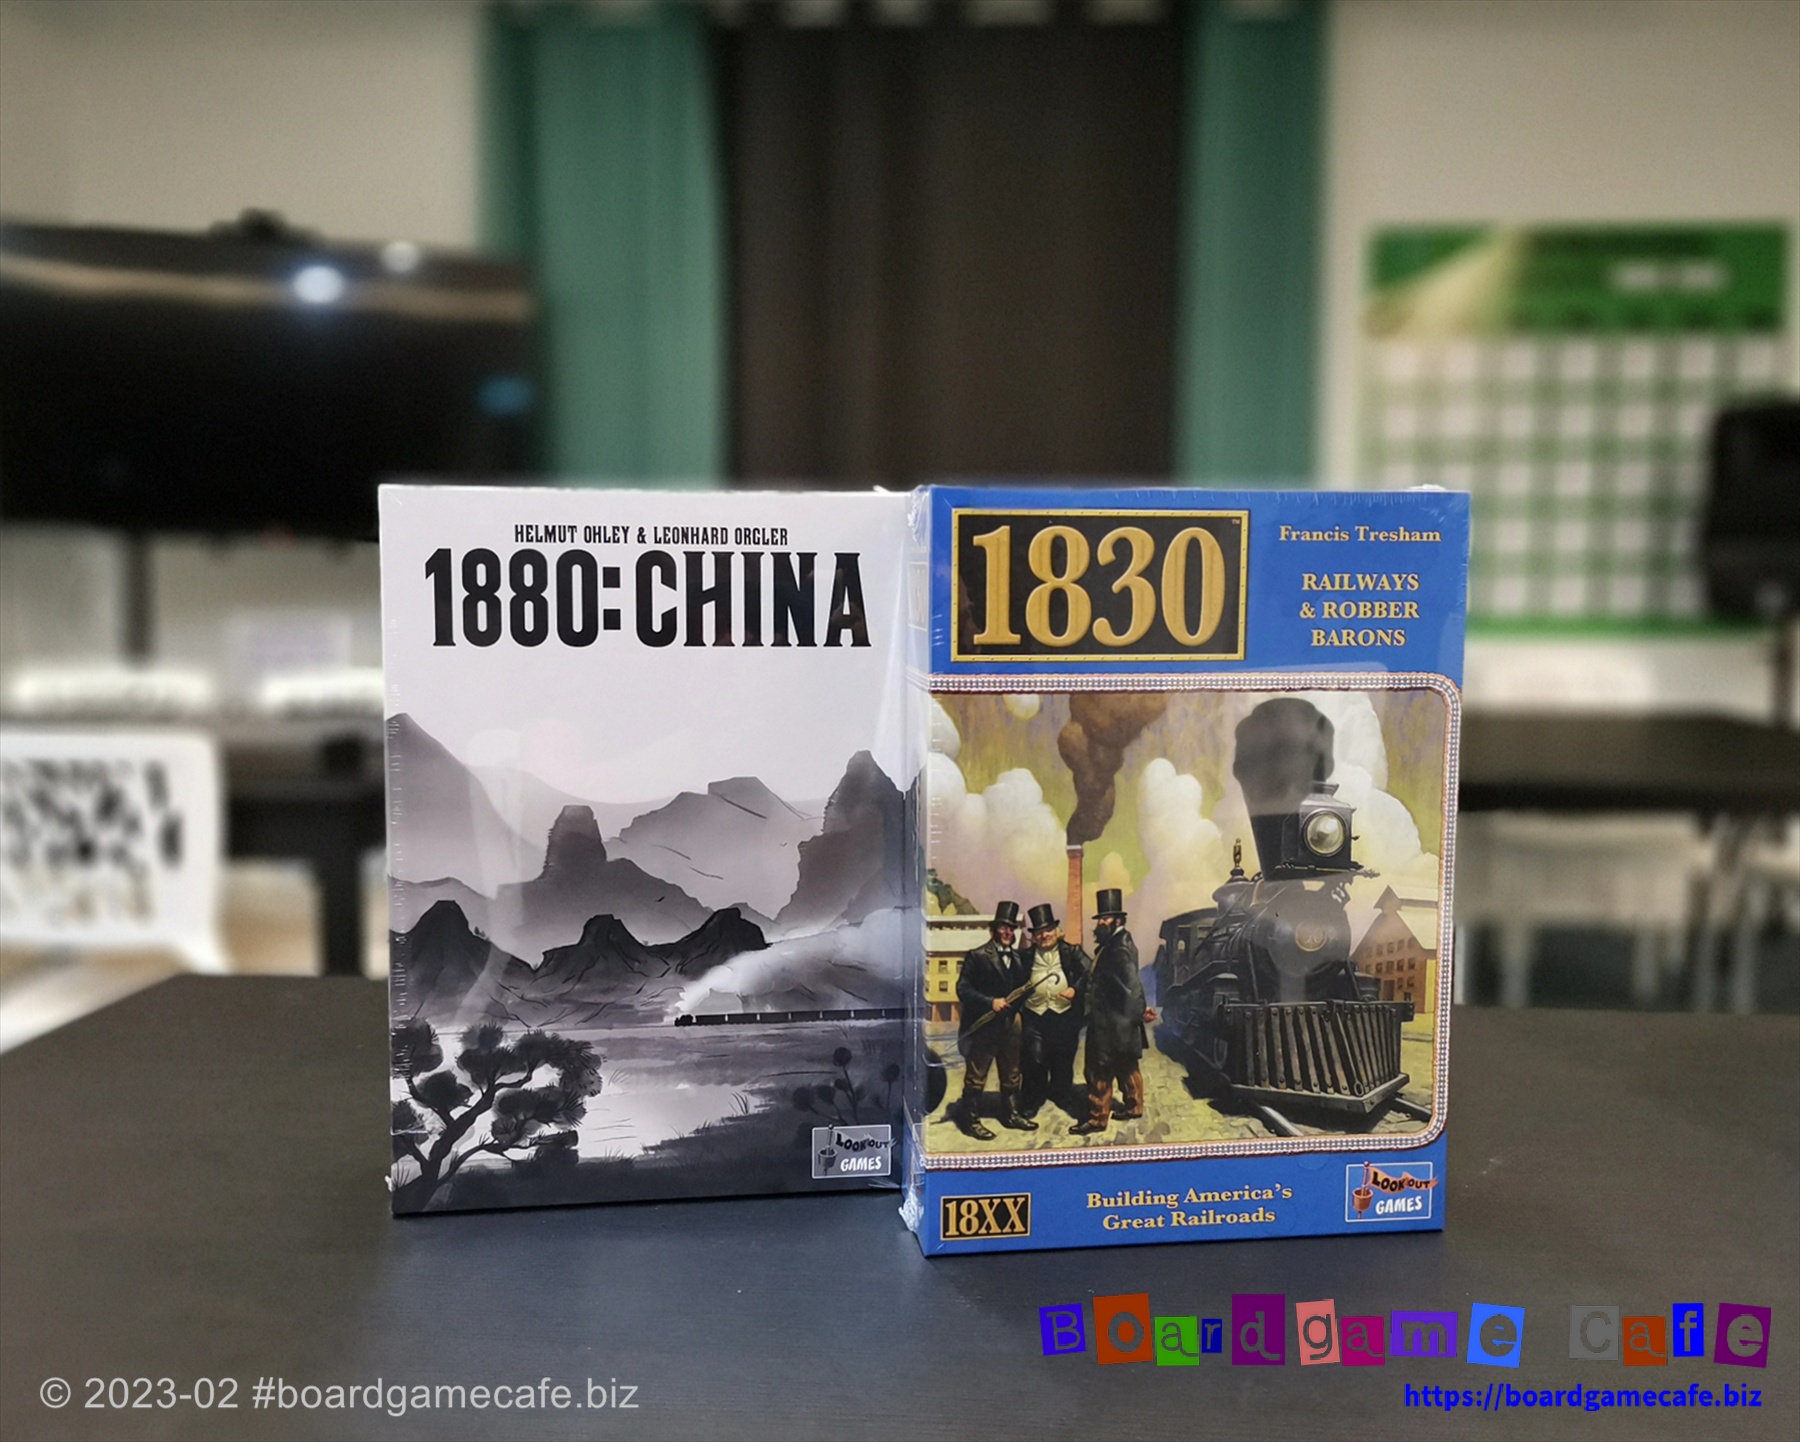 HELMUT OHLEY & LEONHARD ORGLER
1880: CHINA
LOOKOUT
GAMES
1830™
Francis Tresham
RAILWAYS
& ROBBER
BARONS
18XX
Building America's
Great Railroads
LOOKOUT
GAMES
Boardgame Cafe
https://boardgamecafe.biz
© 2023-02 #boardgamecafe.biz